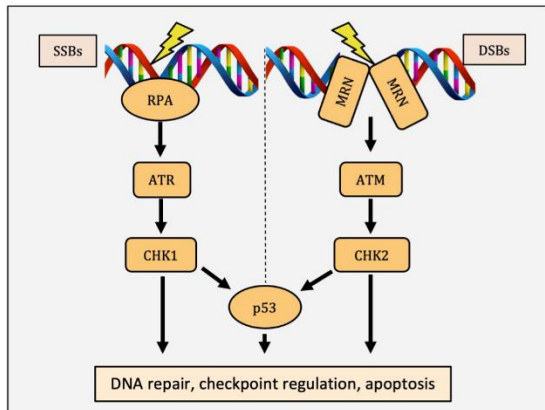 SSBs
DSBs
RPA
MRN
MRN
ATR
ATM
CHK1
CHK2
p53
DNA repair, checkpoint regulation, apoptosis